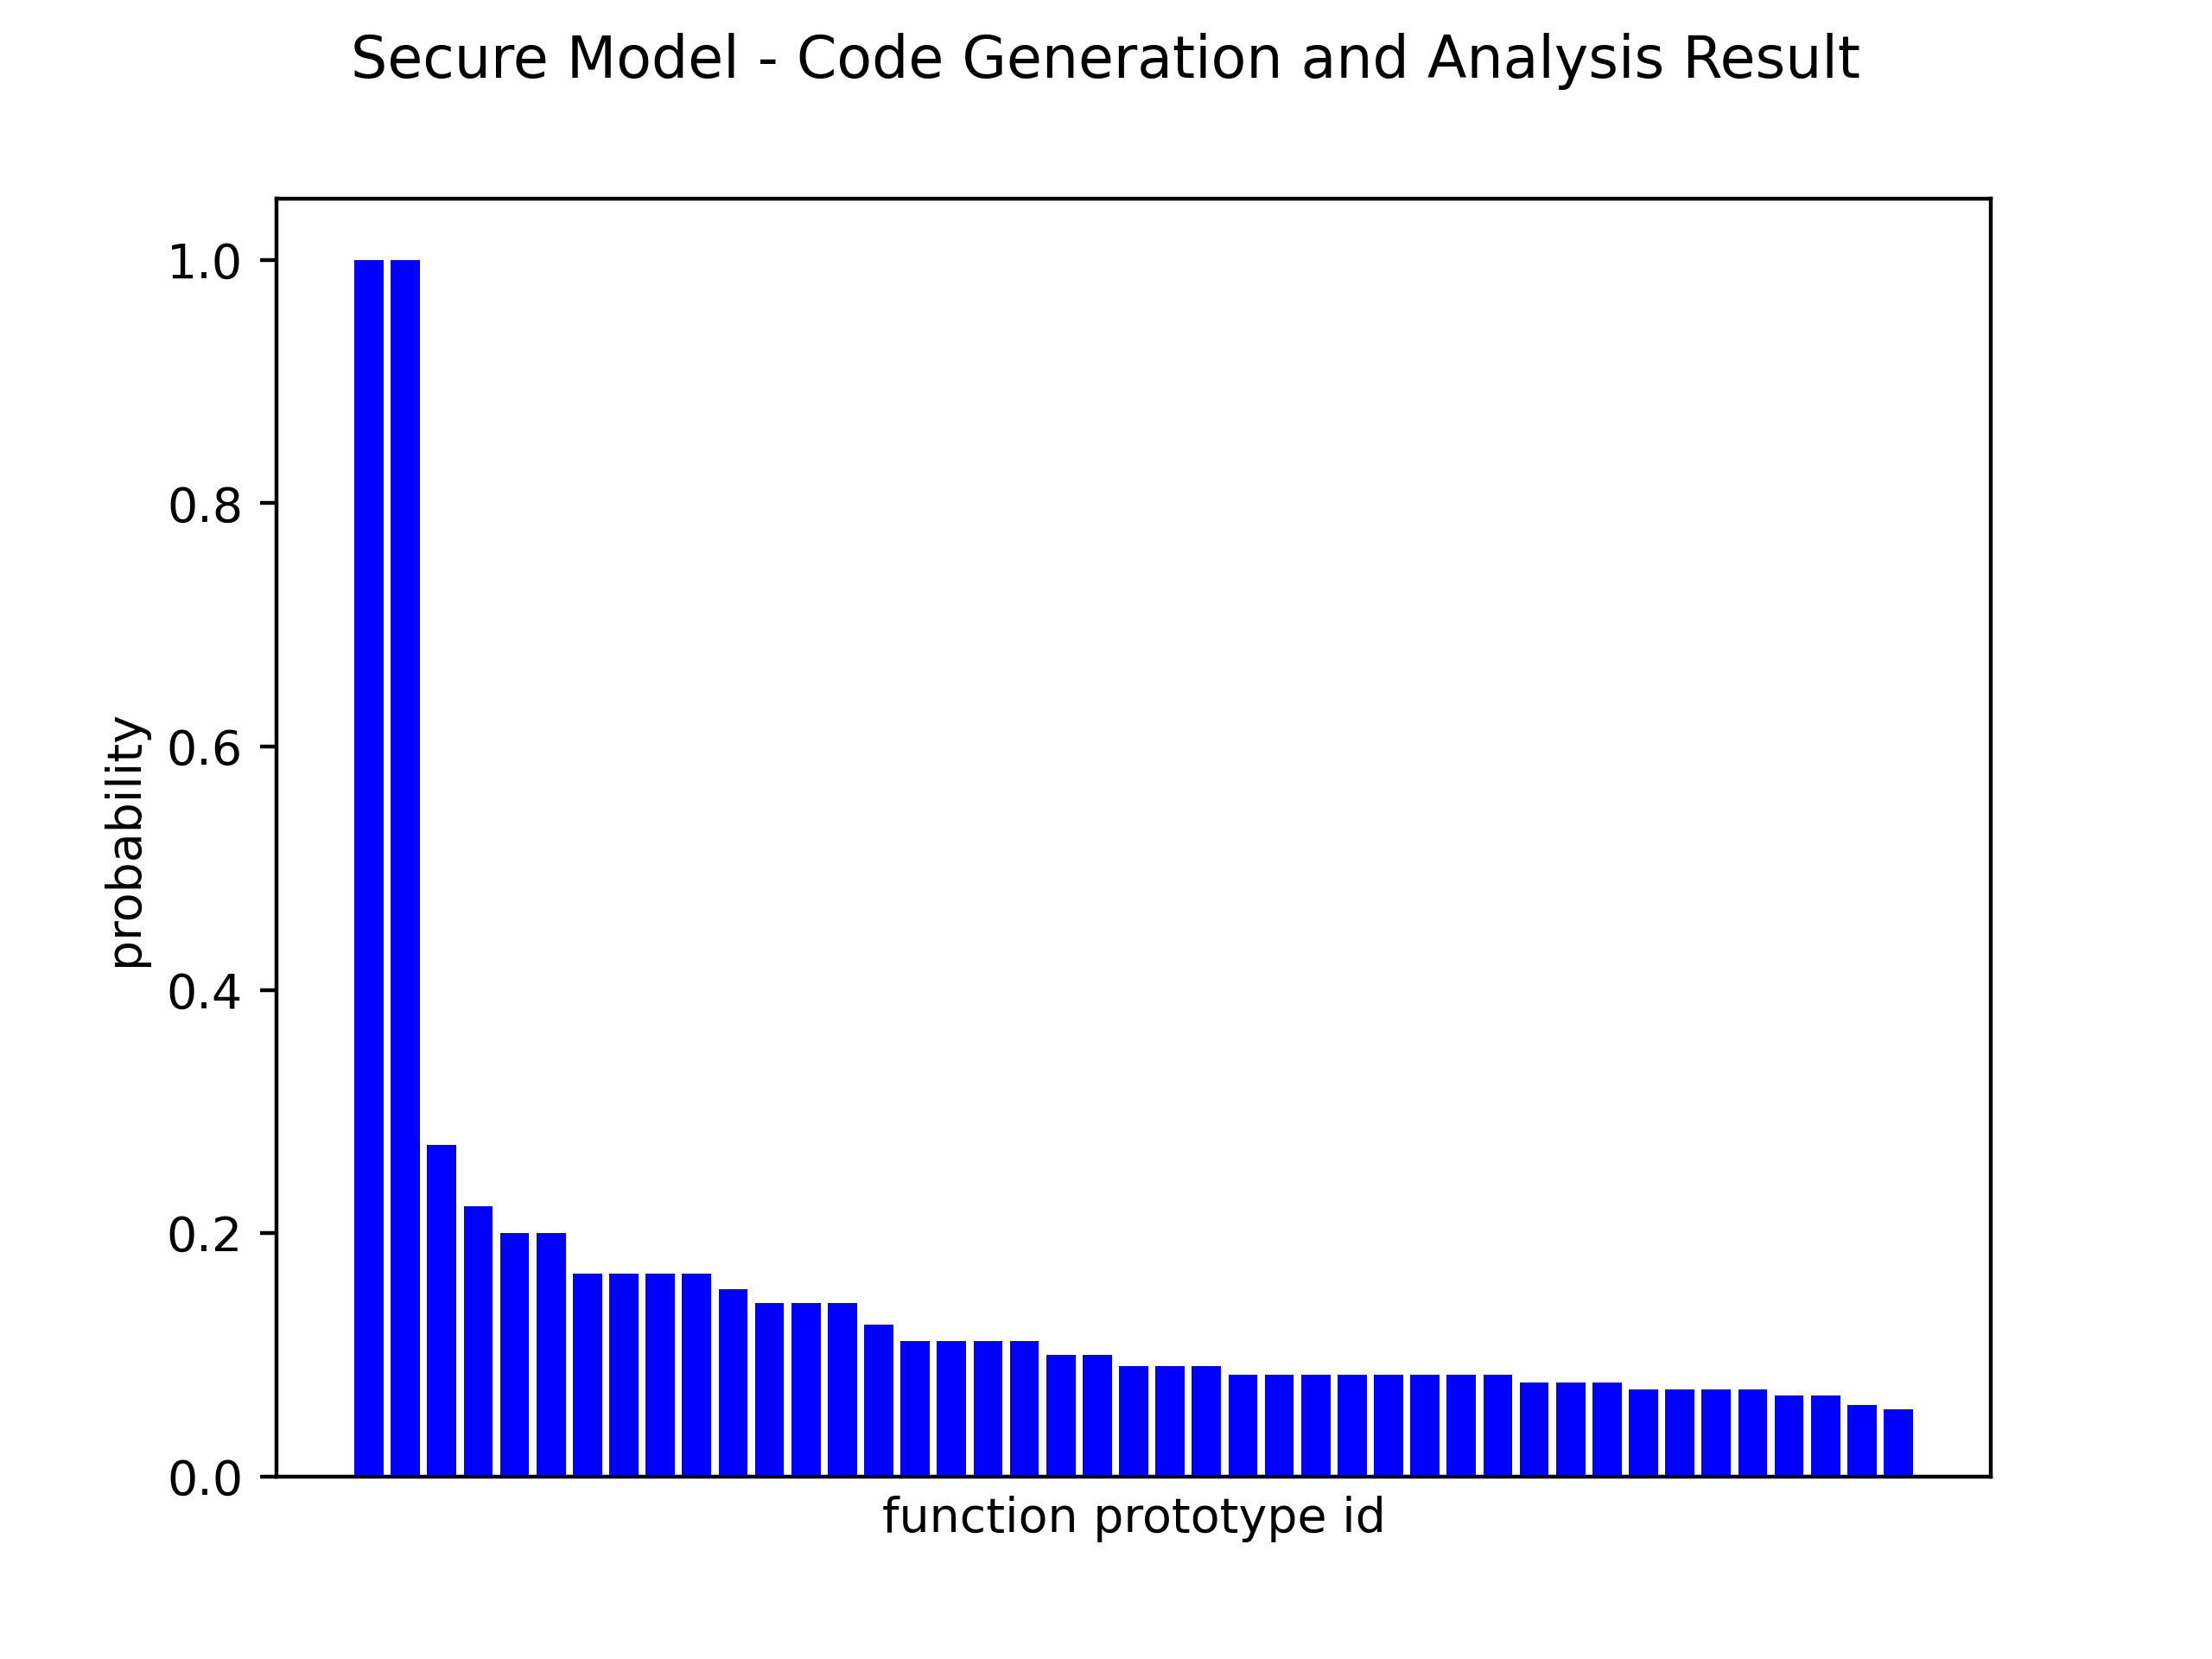 Secure Model - Code Generation and Analysis Result
1.0
0.8
0.6
0.4
0.2
0.0
probability
function prototype id